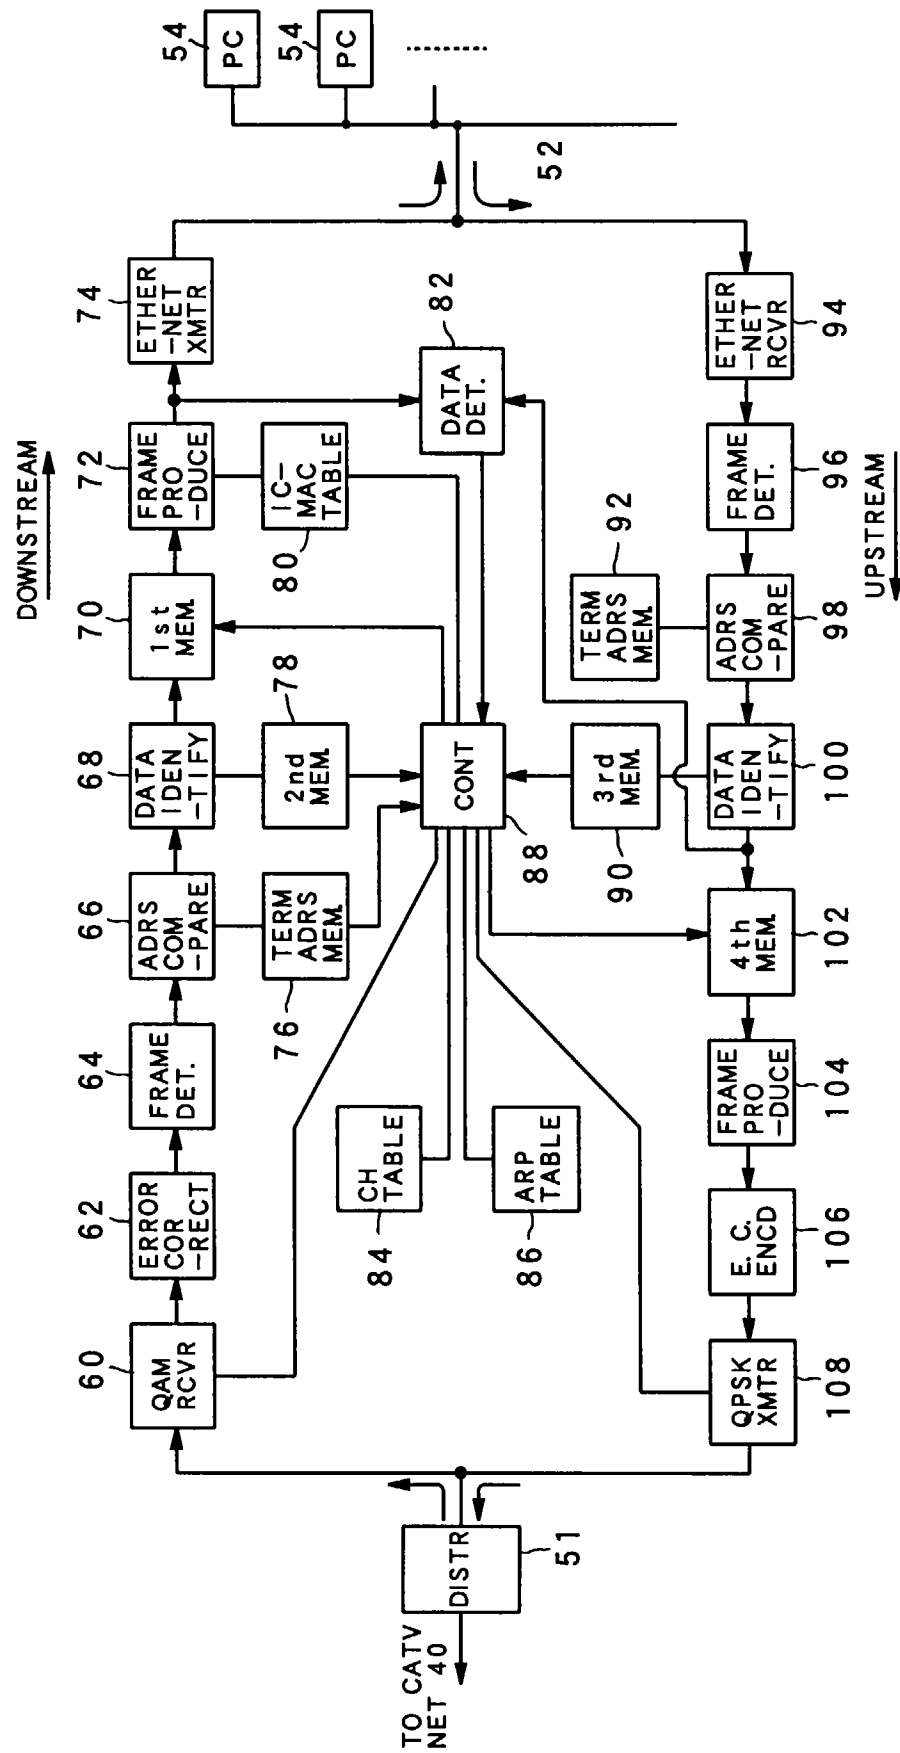 DOWNSTREAM
60
QAM
RCVR
62
ERROR
COR
-RECT
64
FRAME
DET.
66
ADRS
COM
-PARE
68
DATA
IDEN
-TIFY
70
1st
MEM.
72
FRAME
PRO
-DUCE
74
ETHER
-NET
XMTR
54
PC
54
PC
76
TERM
ADRS
MEM.
2nd
MEM.
78
80
IC-
MAC
TABLE
DATA
DET.
82
52
TO CATV
NET 40
DISTR
51
84
CH
TABLE
86
ARP
TABLE
CONT
88
90
3rd
MEM.
TERM
ADRS
MEM.
92
QPSK
XMTR
108
E. C.
ENCD
106
FRAME
PRO
-DUCE
104
4th
MEM.
102
DATA
IDEN
-TIFY
100
ADRS
COM
-PARE
98
FRAME
DET.
96
ETHER
-NET
RCVR
94
UPSTREAM